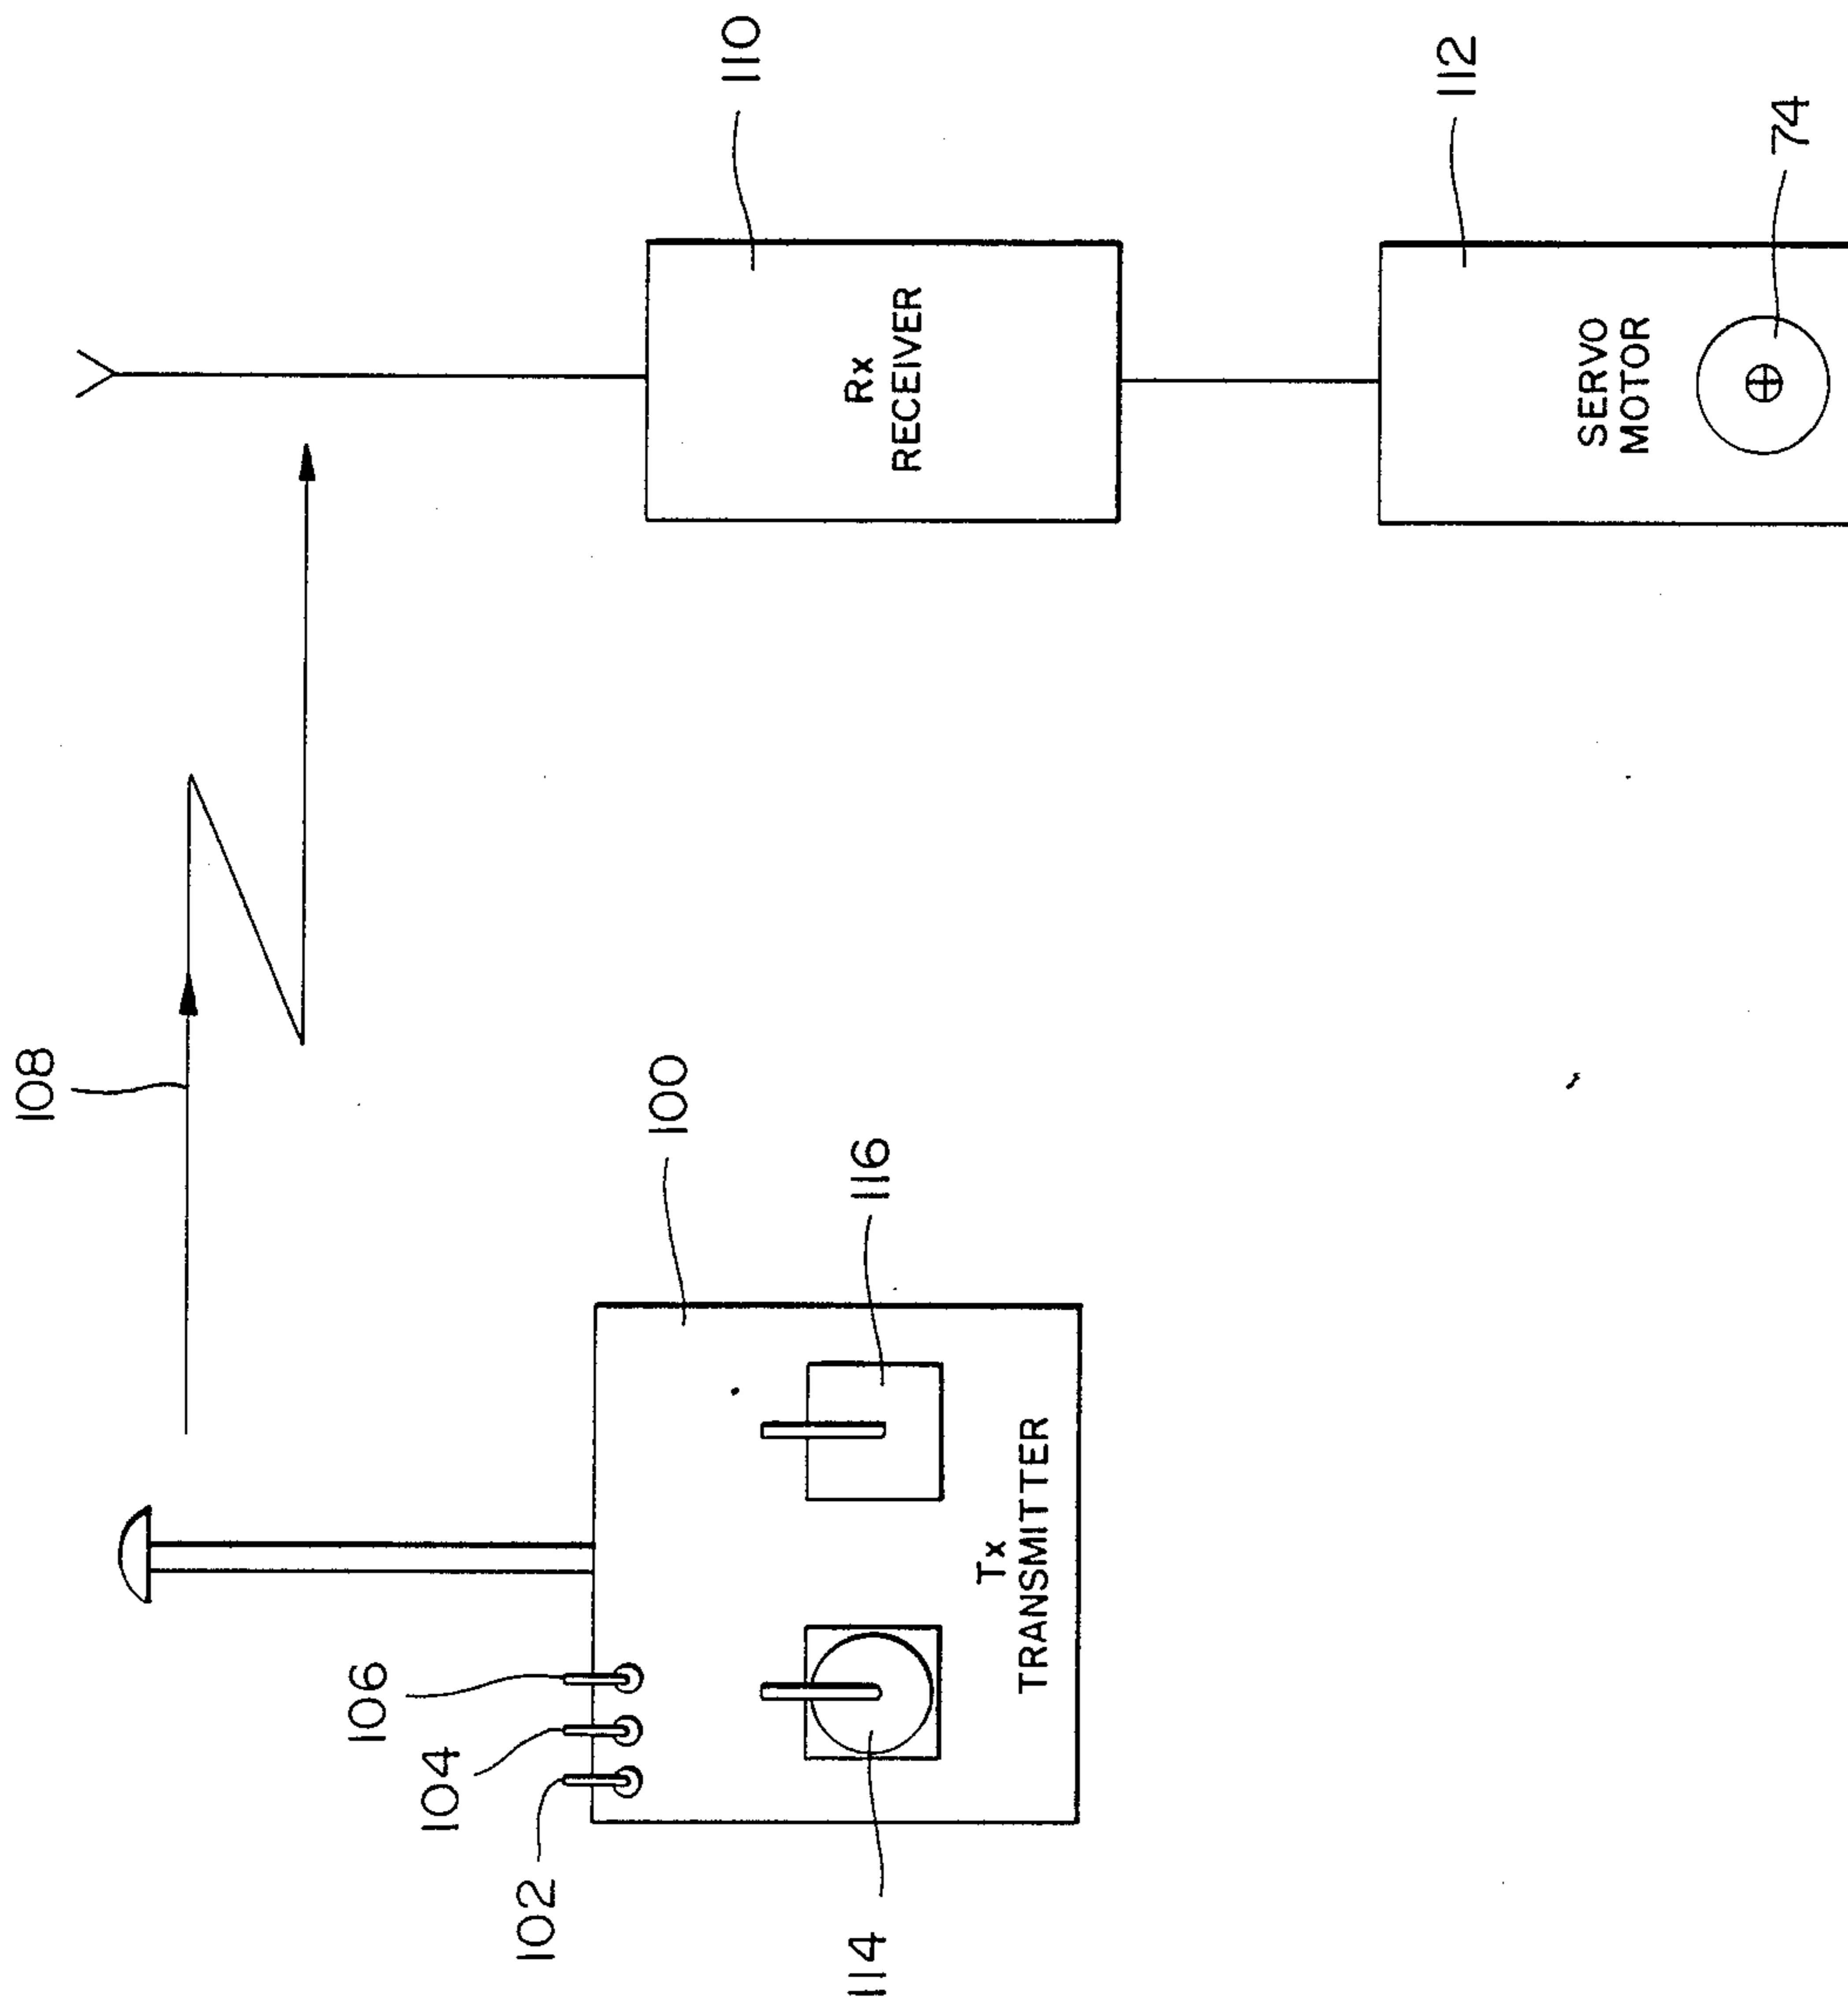 108
110
106
104
102
100
116
114
Tx
TRANSMITTER
Rx
RECEIVER
112
SERVO
MOTOR
74